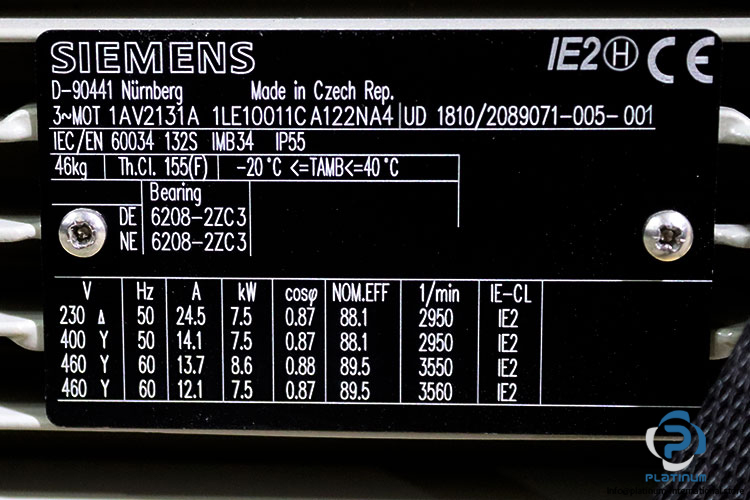 SIEMENS IE2 H CE
D-90441 Nürnberg Made in Czech Rep.
3~MOT 1AV2131A 1LE10011CA122NA4 UD 1810/2089071-005-001
IEC/EN 60034 132S IMB34 IP55
46kg Th.Cl. 155(F) -20°C <=TAMB<=40°C
Bearing
DE 6208-2ZC3
NE 6208-2ZC3
V Hz A kW cosφ NOM.EFF 1/min IE-CL
230 Δ 50 24.5 7.5 0.87 88.1 2950 IE2
400 Y 50 14.1 7.5 0.87 88.1 2950 IE2
460 Y 60 13.7 8.6 0.88 89.5 3550 IE2
460 Y 60 12.1 7.5 0.87 89.5 3560 IE2
PLATINUM